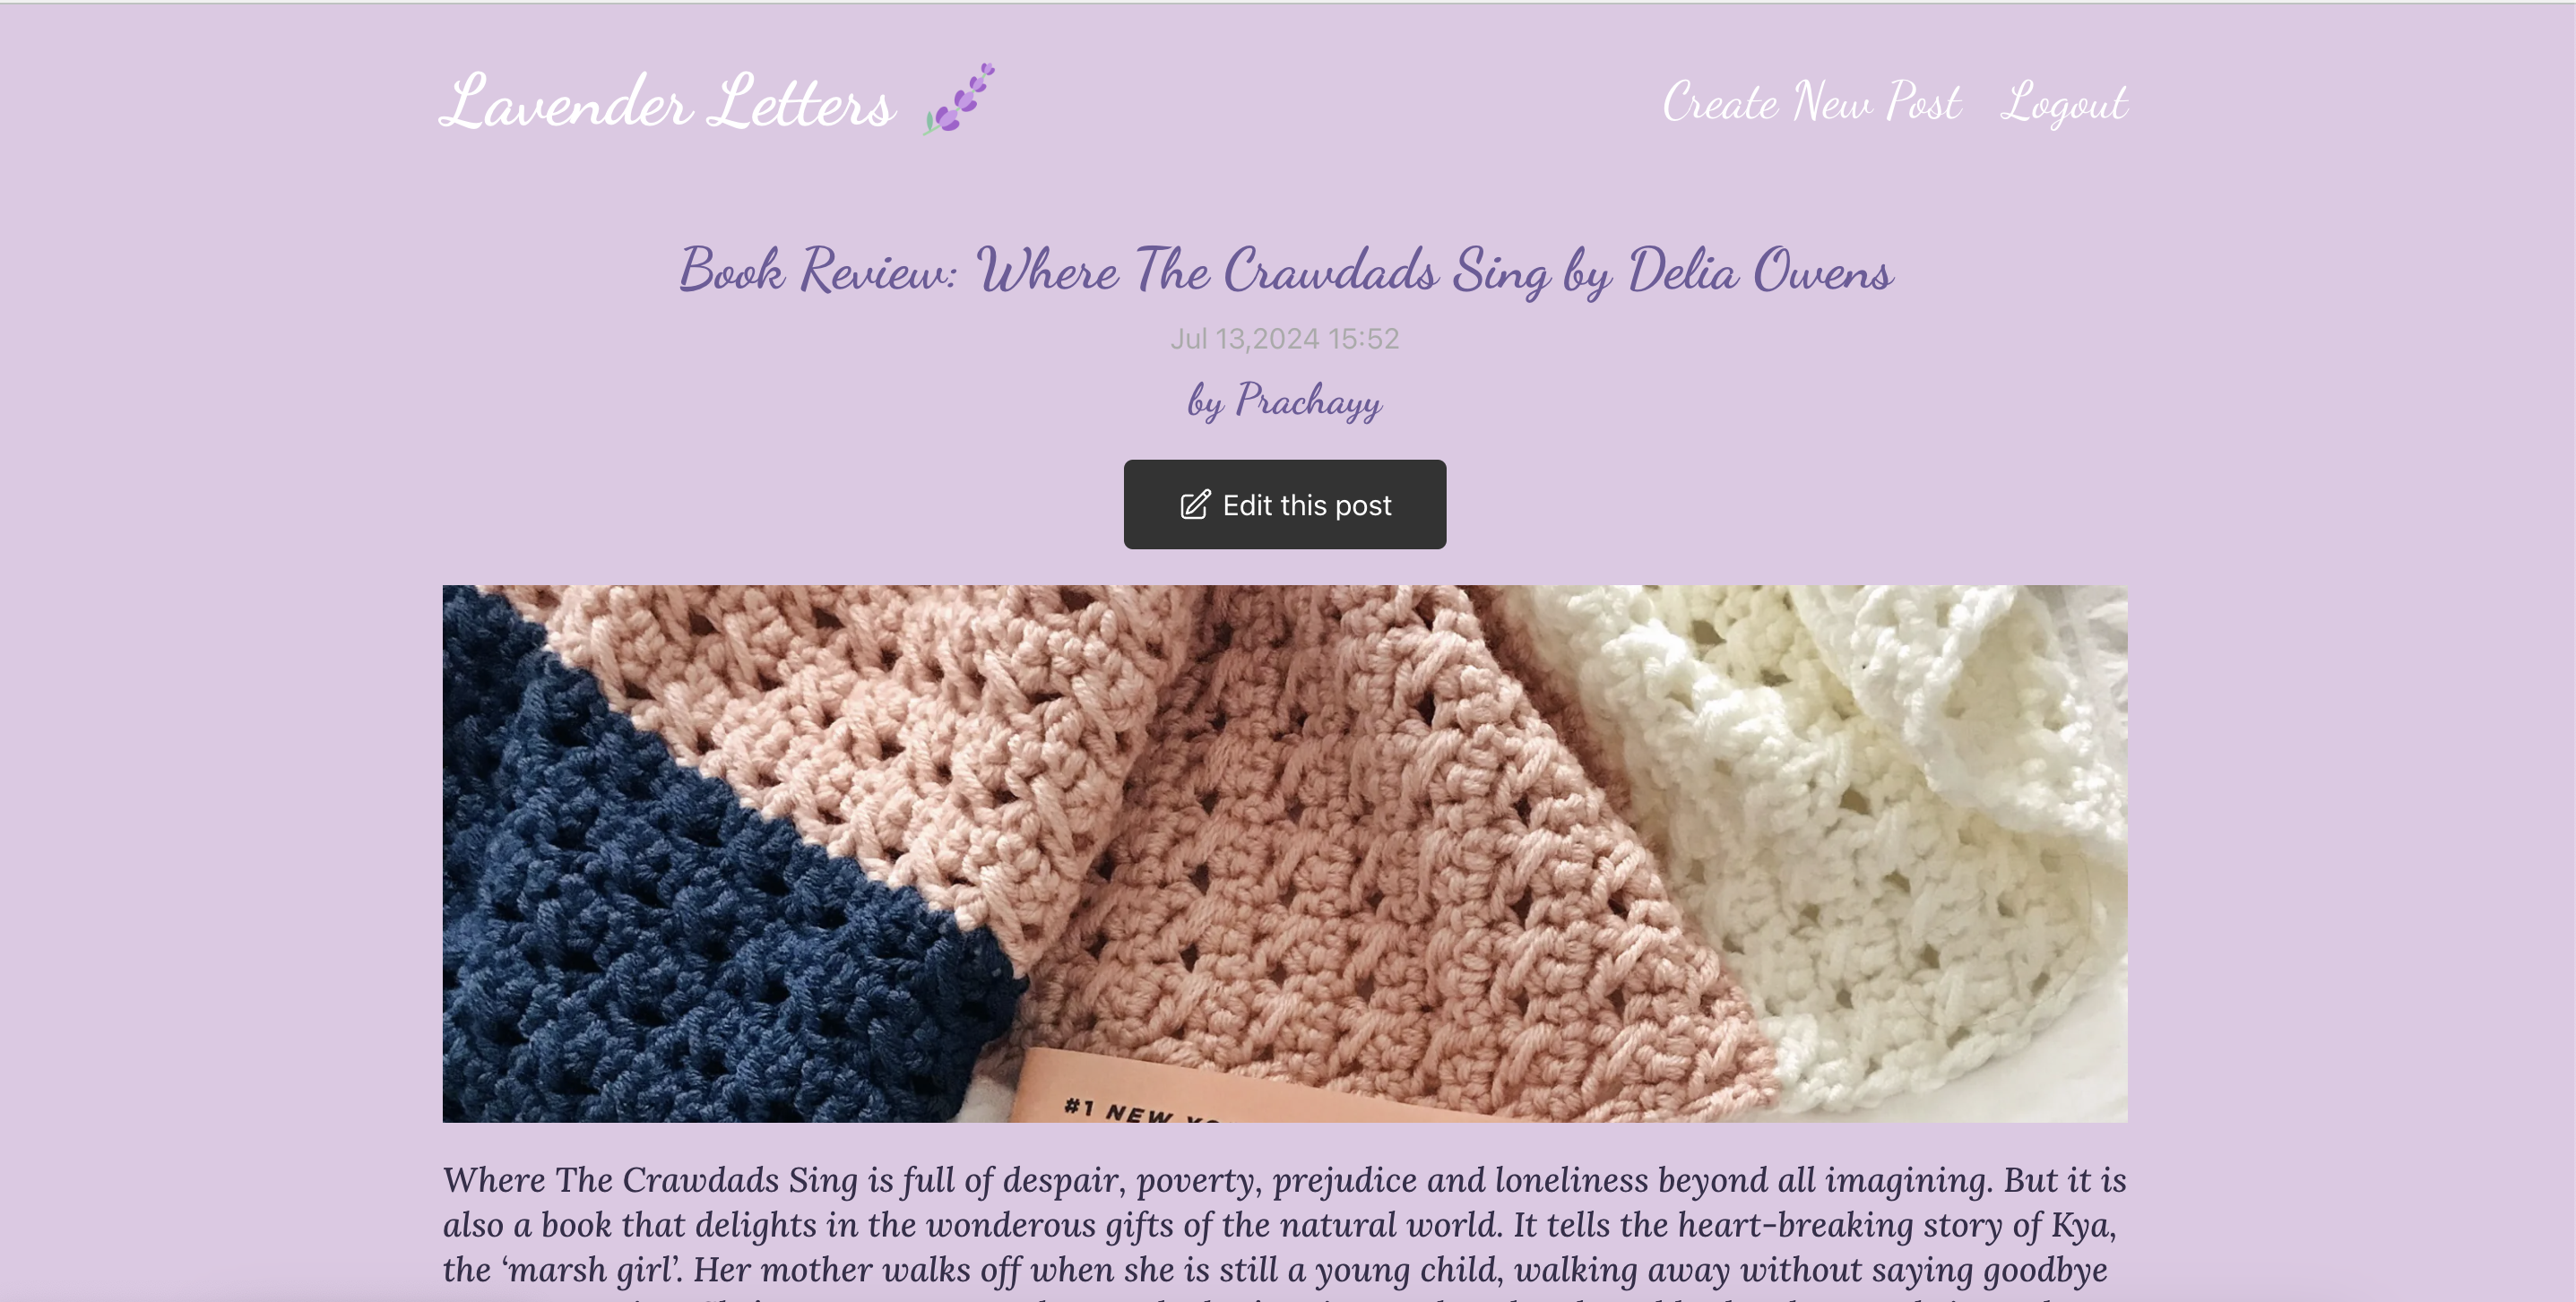 Lavender Letters
Create New Post Logout
Book Review: Where The Crawdads Sing by Delia Owens
Jul 13,2024 15:52
by Prachayy
Edit this post
#1 NEW
Where The Crawdads Sing is full of despair, poverty, prejudice and loneliness beyond all imagining. But it is
also a book that delights in the wonderous gifts of the natural world. It tells the heart-breaking story of Kya,
the ‘marsh girl’. Her mother walks off when she is still a young child, walking away without saying goodbye